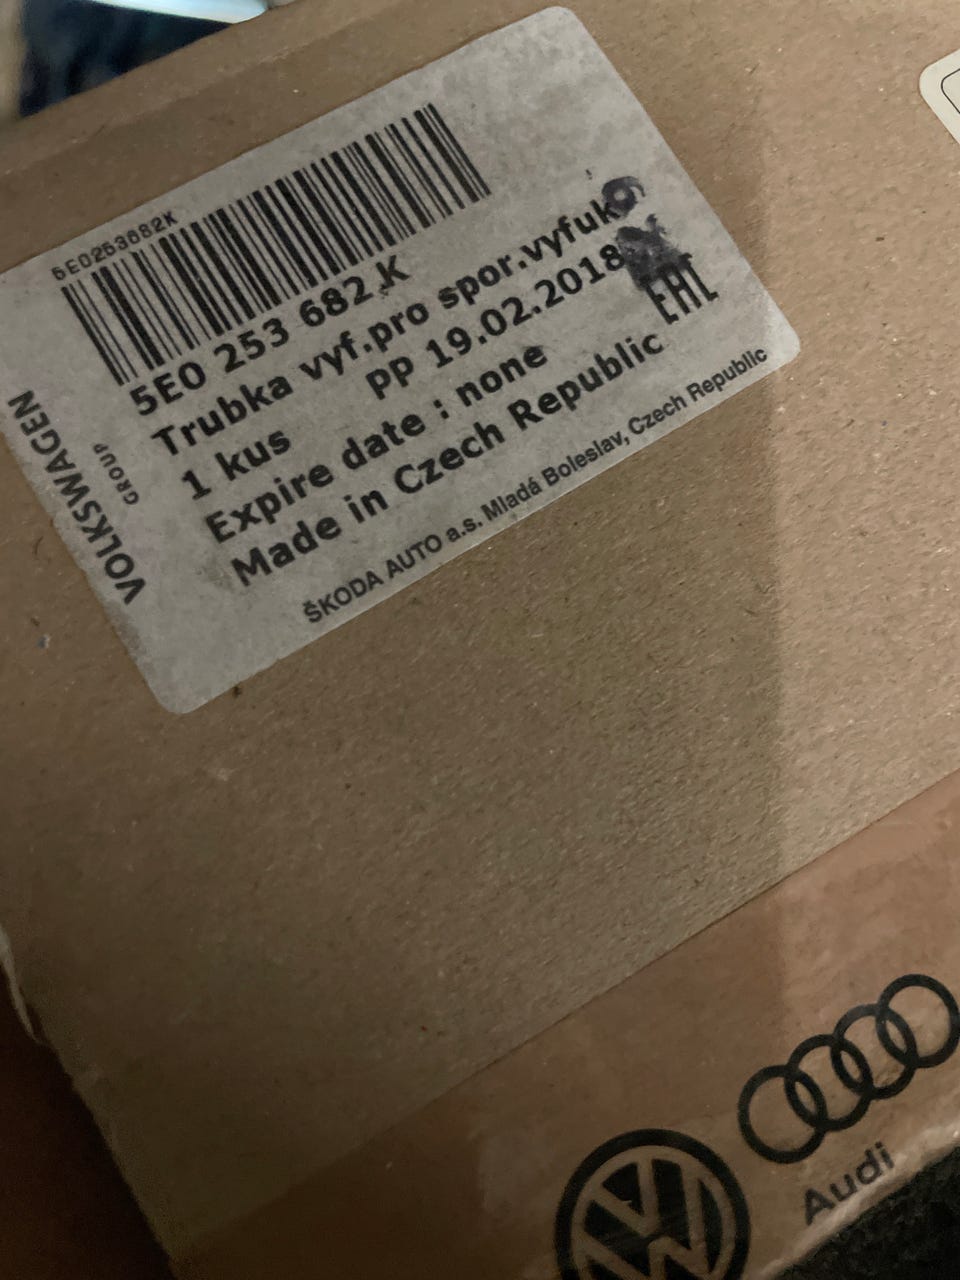 5E0253682K
5E0 253 682 K
Trubka vyf.pro spor.vyfuk
1 kus PP 19.02.2018
EAC
Expire date : none
Made in Czech Republic
ŠKODA AUTO a.s. Mladá Boleslav, Czech Republic
VOLKSWAGEN
GROUP
Audi